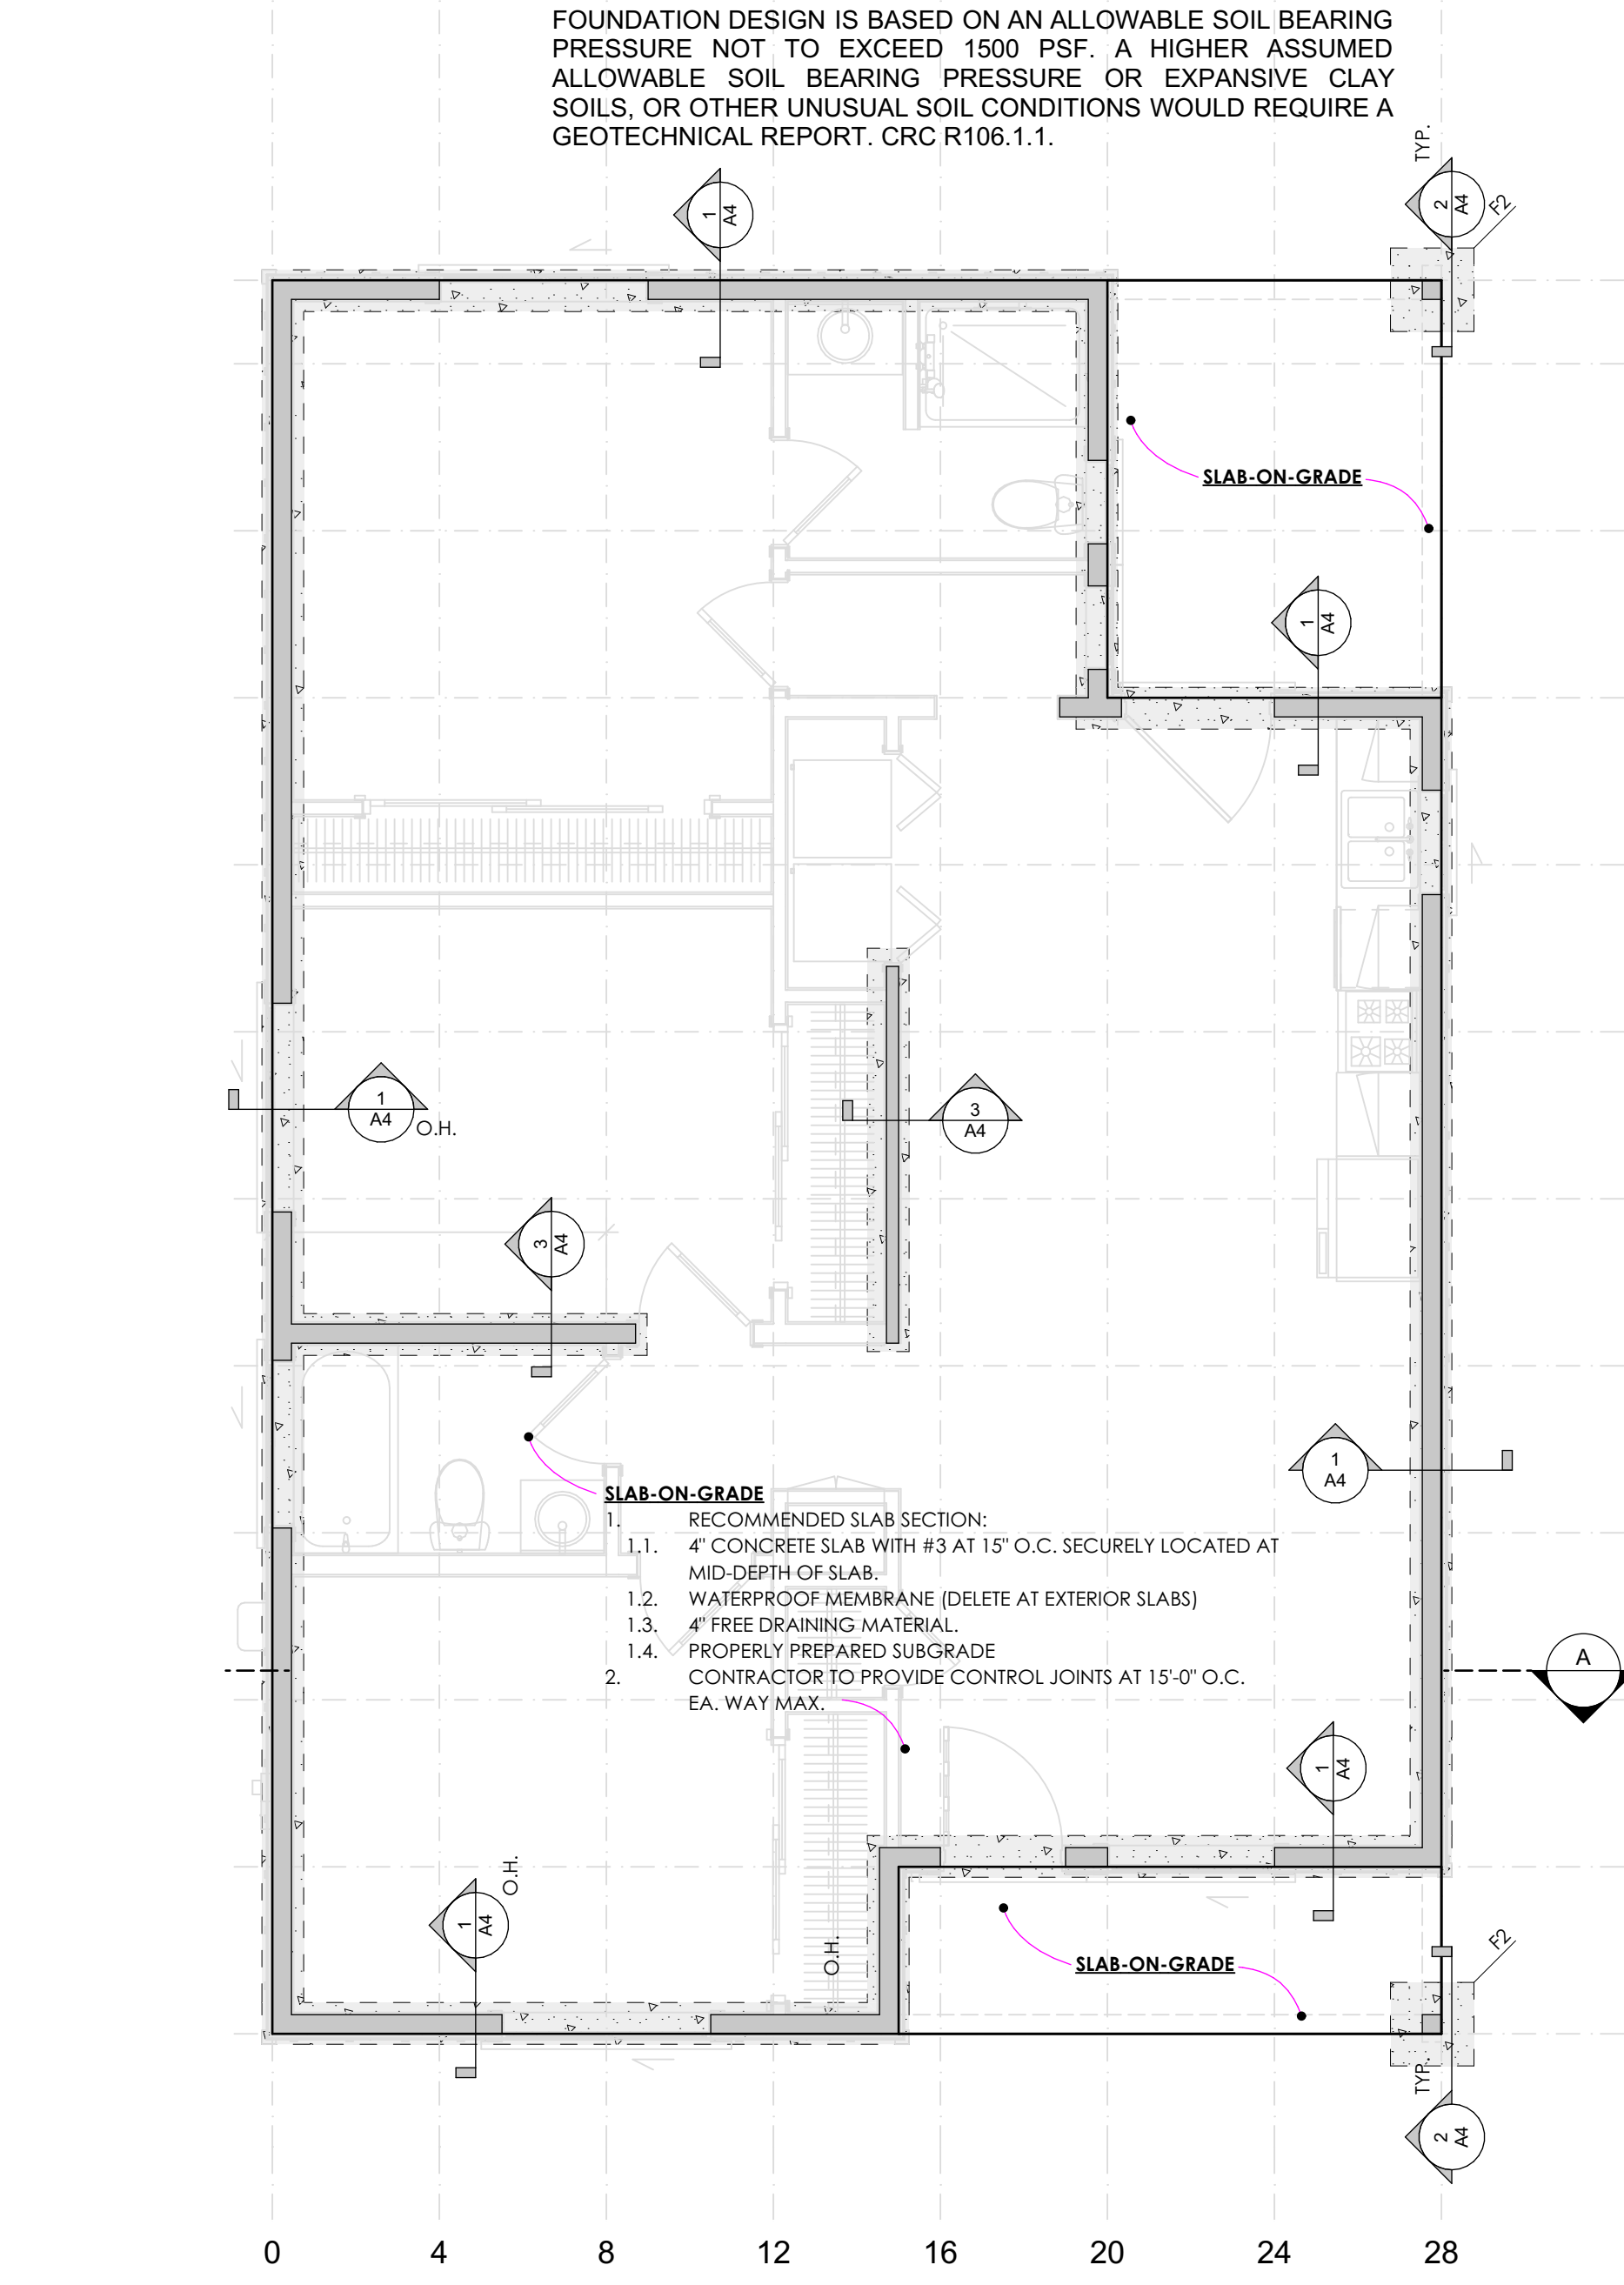 FOUNDATION DESIGN IS BASED ON AN ALLOWABLE SOIL BEARING
PRESSURE NOT TO EXCEED 1500 PSF. A HIGHER ASSUMED
ALLOWABLE SOIL BEARING PRESSURE OR EXPANSIVE CLAY
SOILS, OR OTHER UNUSUAL SOIL CONDITIONS WOULD REQUIRE A
GEOTECHNICAL REPORT. CRC R106.1.1.
TYP.
1
A4
2
A4
F2
SLAB-ON-GRADE
1
A4
1
A4
O.H.
3
A4
3
A4
1
A4
SLAB-ON-GRADE
1. RECOMMENDED SLAB SECTION:
1.1. 4" CONCRETE SLAB WITH #3 AT 15" O.C. SECURELY LOCATED AT
MID-DEPTH OF SLAB.
1.2. WATERPROOF MEMBRANE (DELETE AT EXTERIOR SLABS)
1.3. 4" FREE DRAINING MATERIAL.
1.4. PROPERLY PREPARED SUBGRADE
2. CONTRACTOR TO PROVIDE CONTROL JOINTS AT 15'-0" O.C.
EA. WAY MAX.
A
1
A4
O.H.
1
A4
O.H.
SLAB-ON-GRADE
F2
TYP.
2
A4
0 4 8 12 16 20 24 28